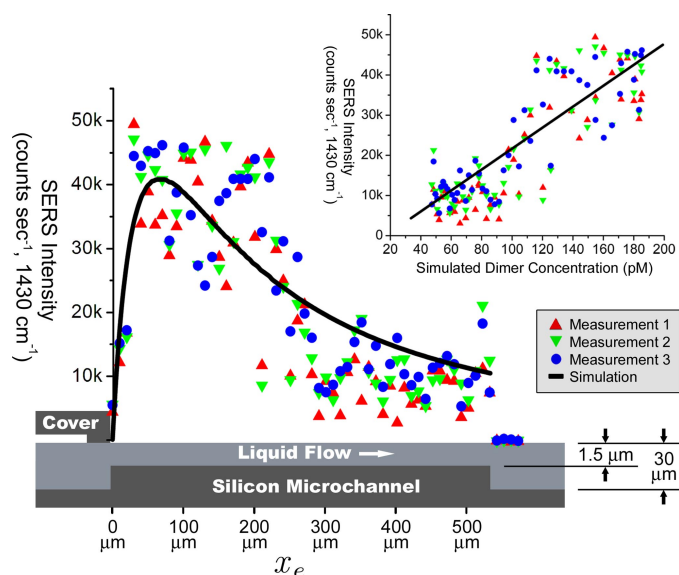 50k
40k
30k
20k
10k
SERS Intensity
(counts sec⁻¹, 1430 cm⁻¹)
50k
40k
30k
20k
10k
0
SERS Intensity
(counts sec⁻¹, 1430 cm⁻¹)
20 40 60 80 100 120 140 160 180 200
Simulated Dimer Concentration (pM)
Measurement 1
Measurement 2
Measurement 3
Simulation
Cover
Liquid Flow
Silicon Microchannel
1.5 μm
30
μm
0 100 200 300 400 500
μm μm μm μm μm μm
xₑ